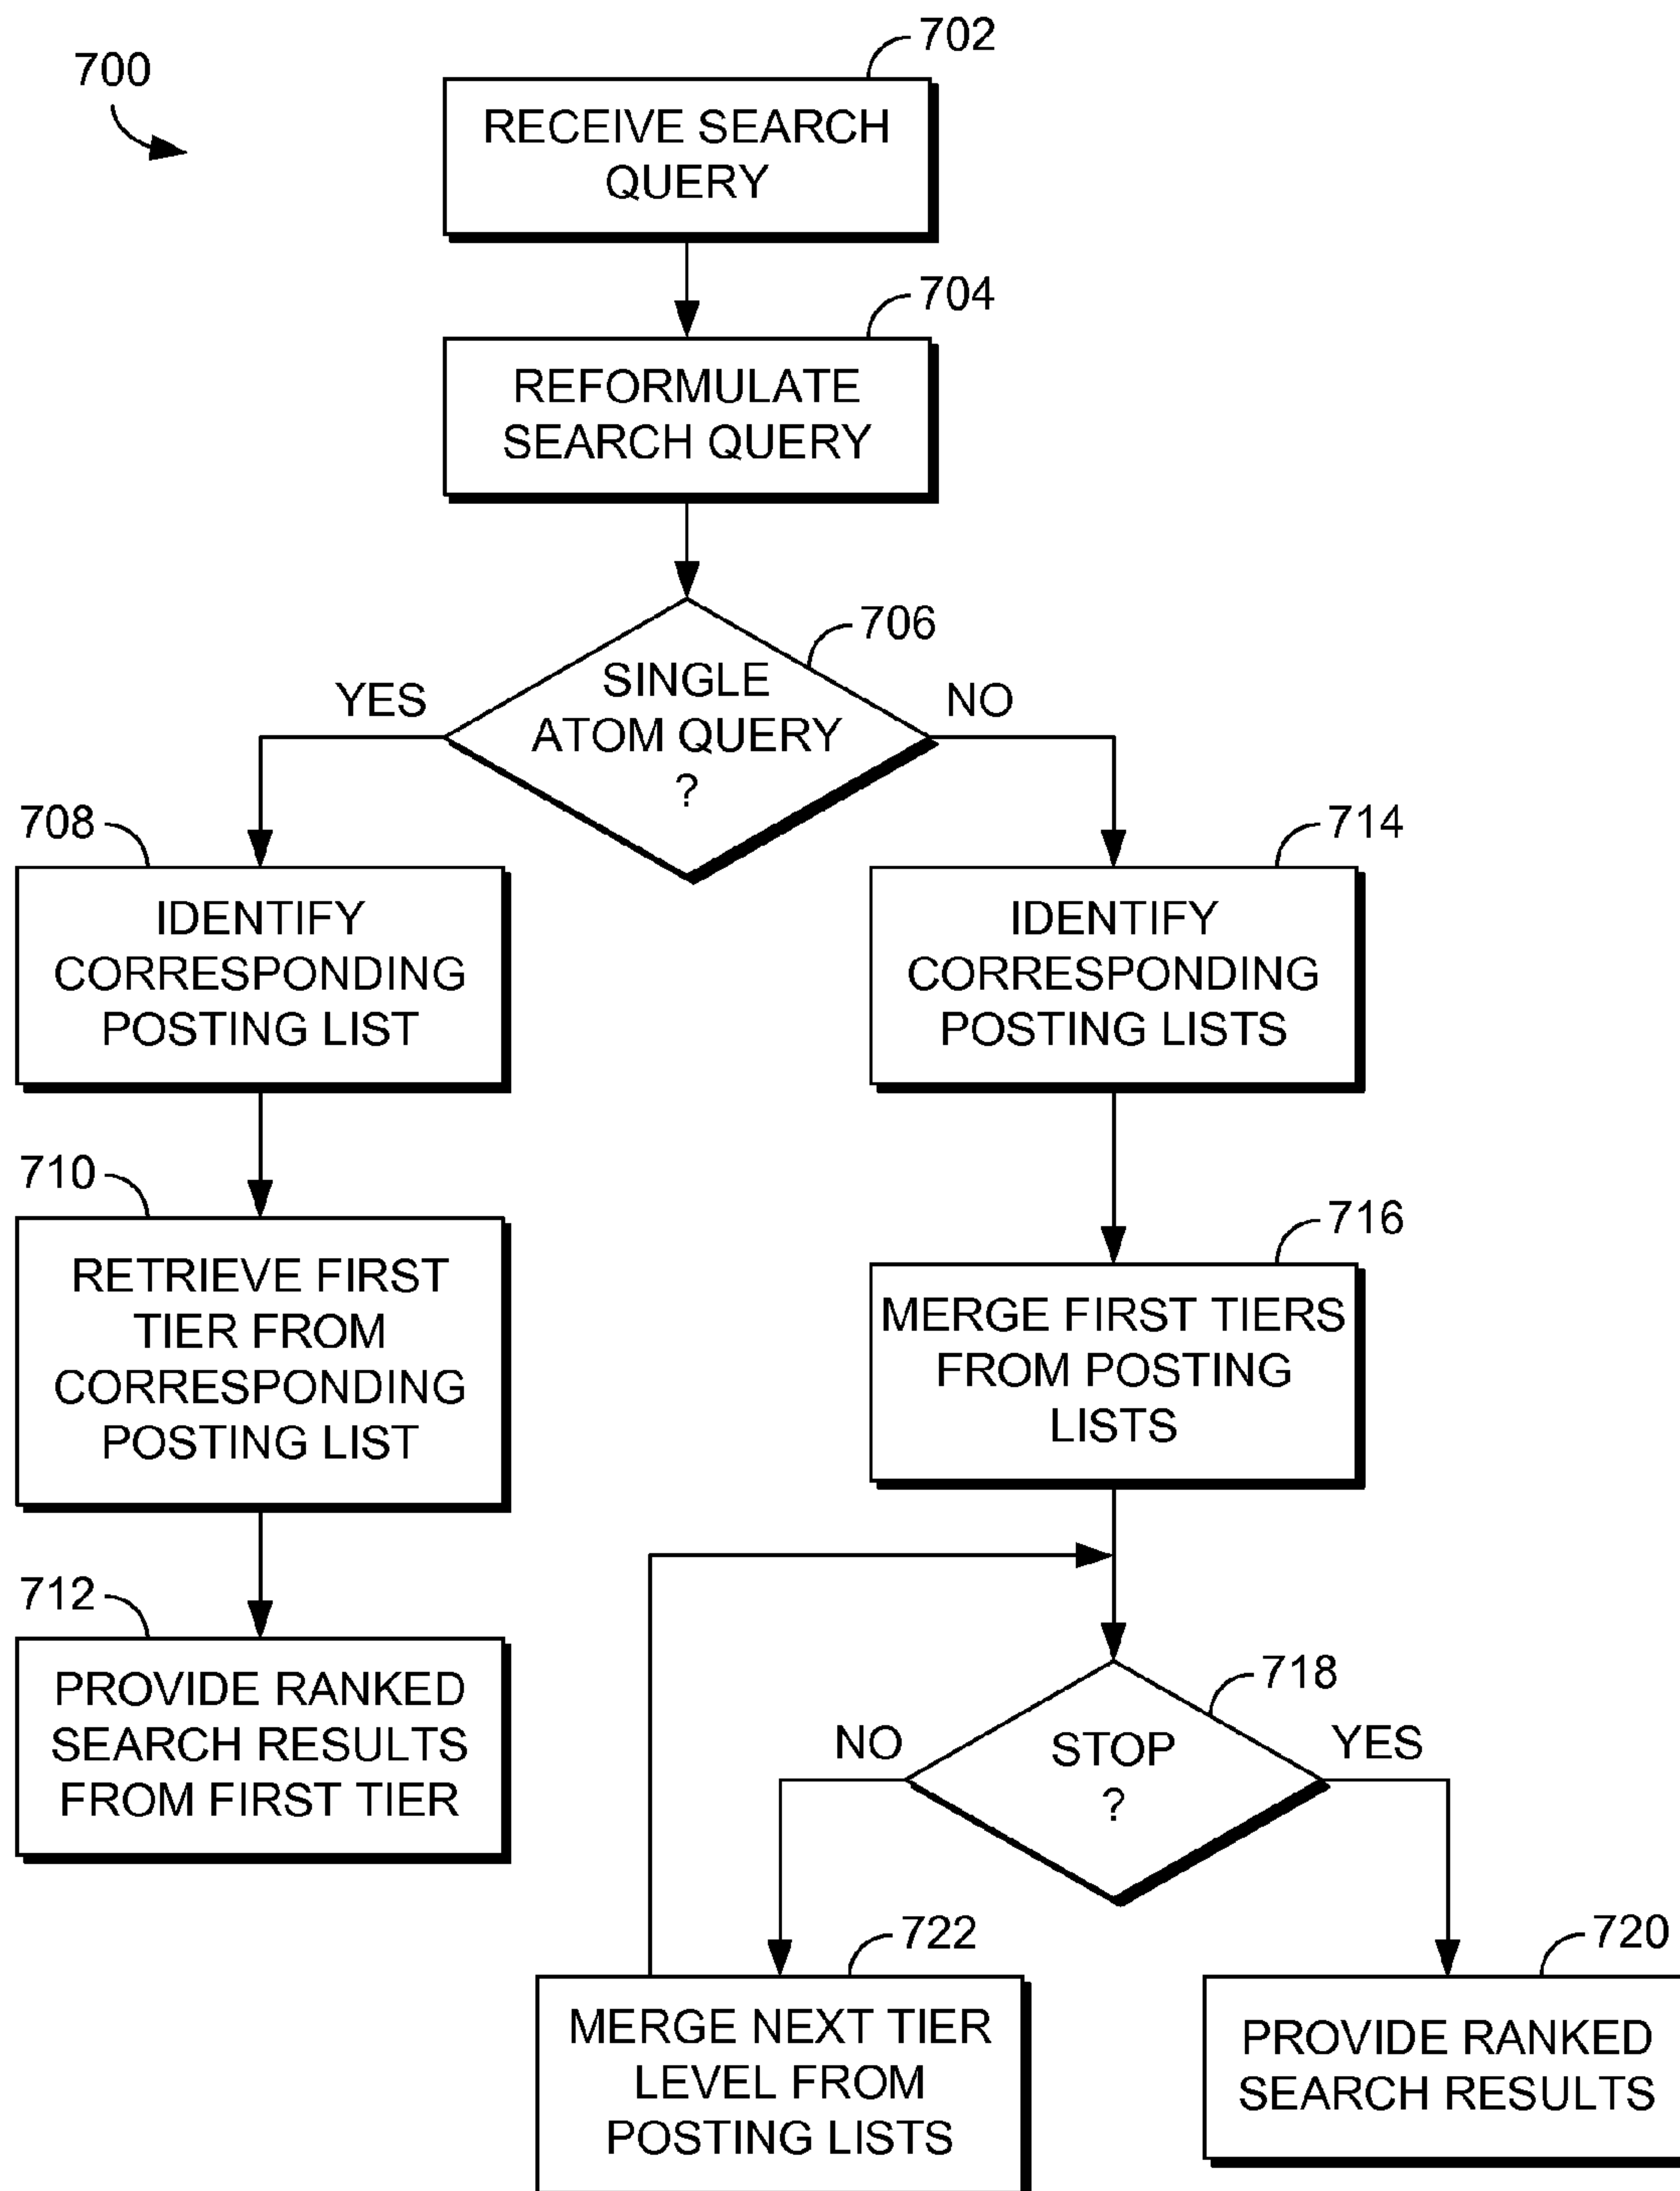 700
702
RECEIVE SEARCH
QUERY
704
REFORMULATE
SEARCH QUERY
706
SINGLE
ATOM QUERY
?
YES
NO
708
IDENTIFY
CORRESPONDING
POSTING LIST
710
RETRIEVE FIRST
TIER FROM
CORRESPONDING
POSTING LIST
712
PROVIDE RANKED
SEARCH RESULTS
FROM FIRST TIER
714
IDENTIFY
CORRESPONDING
POSTING LISTS
716
MERGE FIRST TIERS
FROM POSTING
LISTS
718
STOP
?
NO
YES
722
MERGE NEXT TIER
LEVEL FROM
POSTING LISTS
720
PROVIDE RANKED
SEARCH RESULTS